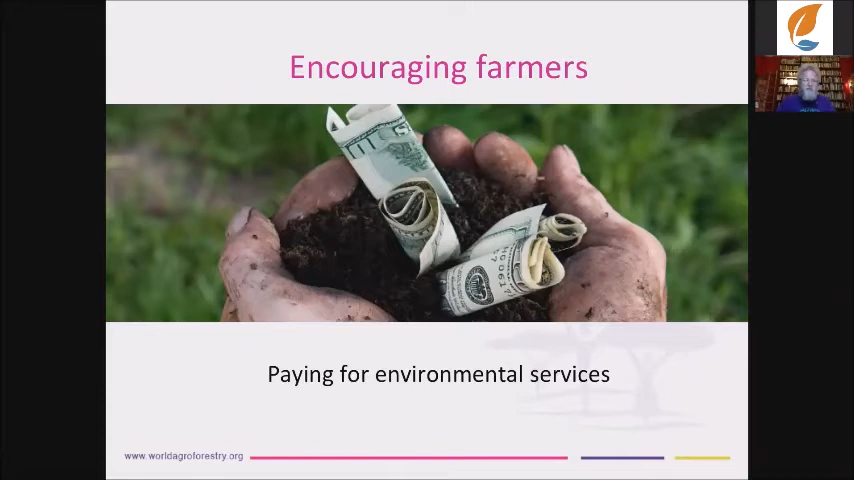 Encouraging farmers
Paying for environmental services
www.worldagroforestry.org